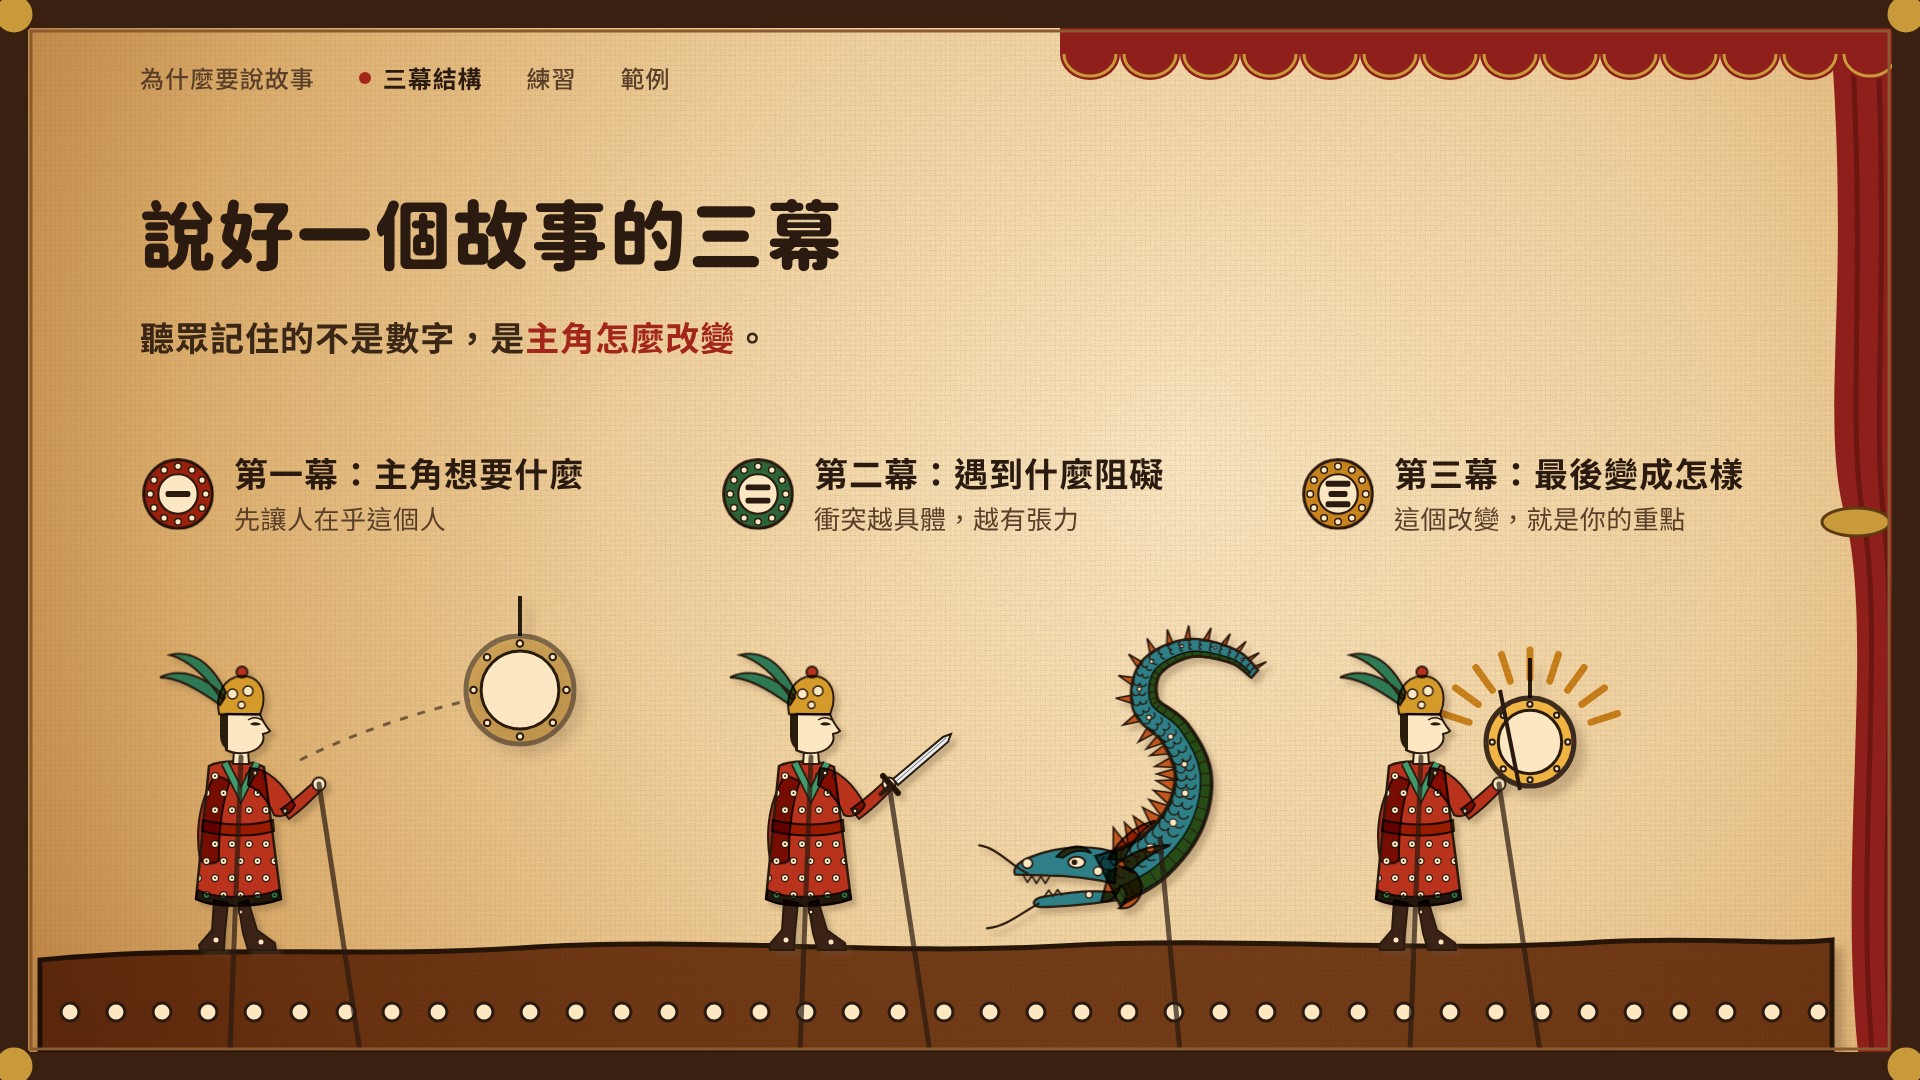 為什麼要說故事
三幕結構
練習
範例
說好一個故事的三幕
聽眾記住的不是數字，是主角怎麼改變。
一
第一幕：主角想要什麼
先讓人在乎這個人
二
第二幕：遇到什麼阻礙
衝突越具體，越有張力
三
第三幕：最後變成怎樣
這個改變，就是你的重點